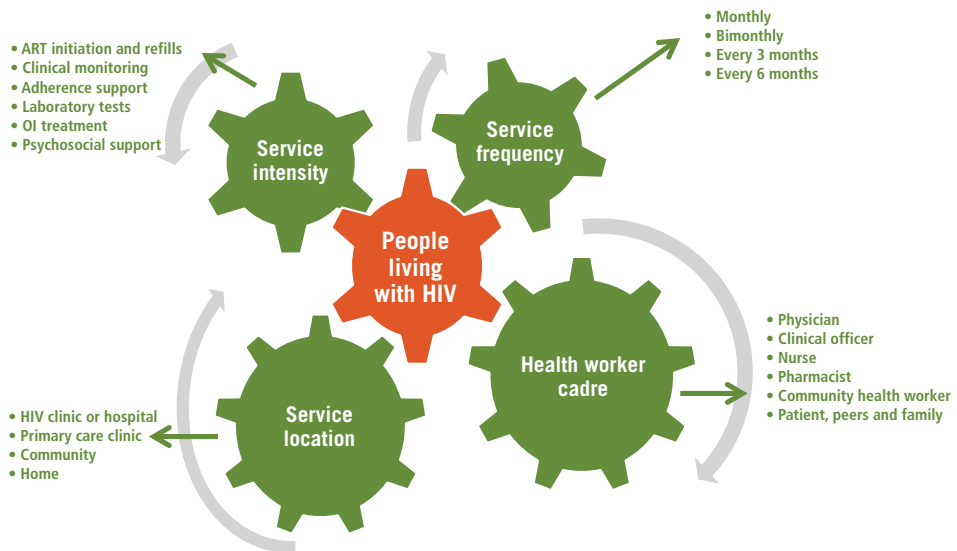 • ART initiation and refills
• Clinical monitoring
• Adherence support
• Laboratory tests
• OI treatment
• Psychosocial support
Service
intensity
• Monthly
• Bimonthly
• Every 3 months
• Every 6 months
Service
frequency
People
living
with HIV
Health worker
cadre
• Physician
• Clinical officer
• Nurse
• Pharmacist
• Community health worker
• Patient, peers and family
Service
location
• HIV clinic or hospital
• Primary care clinic
• Community
• Home